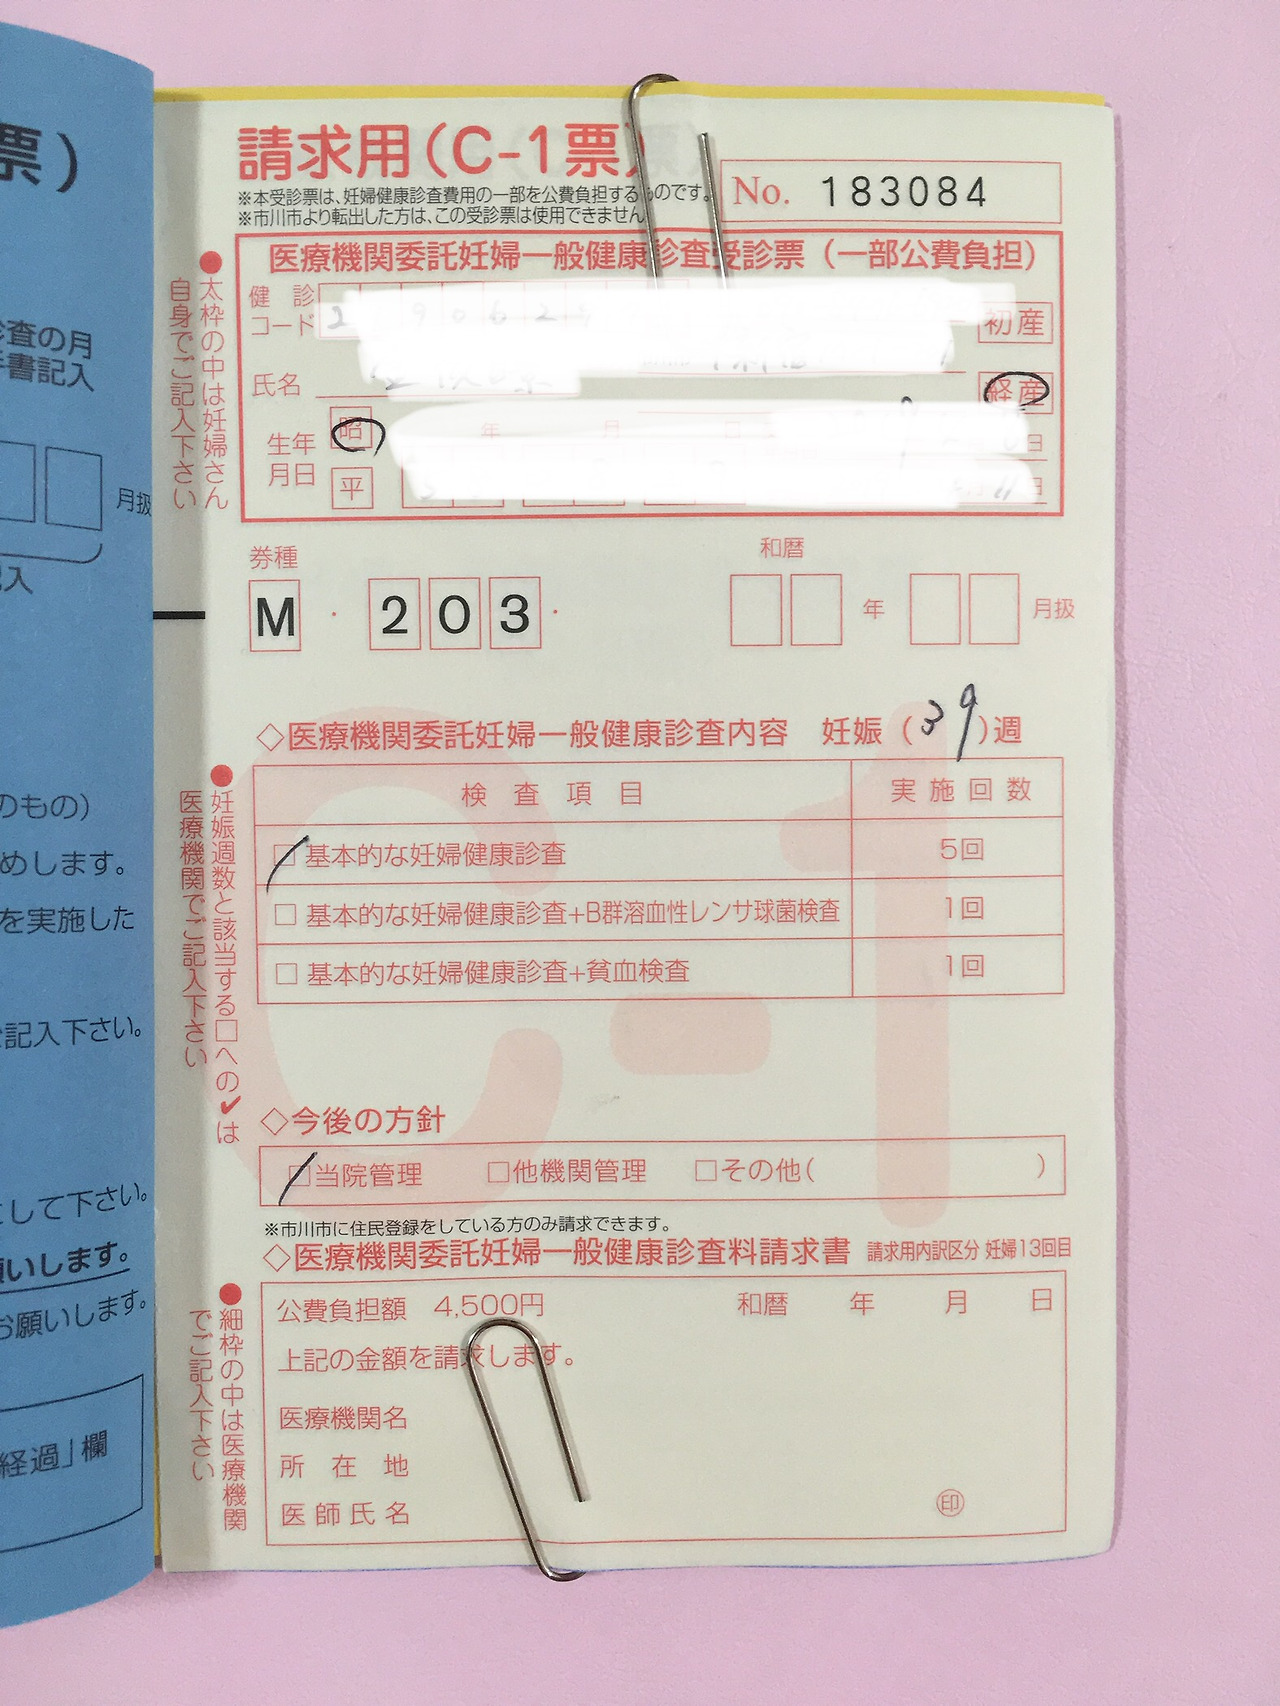 票)
査の月
手書記入
月扱
入
のもの)
めします。
を実施した
記入下さい。
して下さい。
願いします。
お願いします。
経過」欄
請求用(C-1票)
※本受診票は、妊婦健康診査費用の一部を公費負担するものです。
※市川市より転出した方は、この受診票は使用できません
No. 183084
●太枠の中は妊婦さん
自身でご記入下さい
医療機関委託妊婦一般健康診査受診票(一部公費負担)
健診
コード
初産
氏名
経産
生年
月日
昭
年 月 日
平
日
券種
和暦
M・203・
年 月扱
◇医療機関委託妊婦一般健康診査内容 妊娠(39)週
●妊娠週数と該当する□への✔は
医療機関でご記入下さい
検査項目 実施回数
□基本的な妊婦健康診査 5回
□基本的な妊婦健康診査+B群溶血性レンサ球菌検査 1回
□基本的な妊婦健康診査+貧血検査 1回
C-1
◇今後の方針
□当院管理 □他機関管理 □その他( )
※市川市に住民登録をしている方のみ請求できます。
◇医療機関委託妊婦一般健康診査料請求書 請求用内訳区分 妊婦13回目
●細枠の中は医療機関
でご記入下さい
公費負担額 4,500円 和暦 年 月 日
上記の金額を請求します。
医療機関名
所在地
医師氏名 ㊞